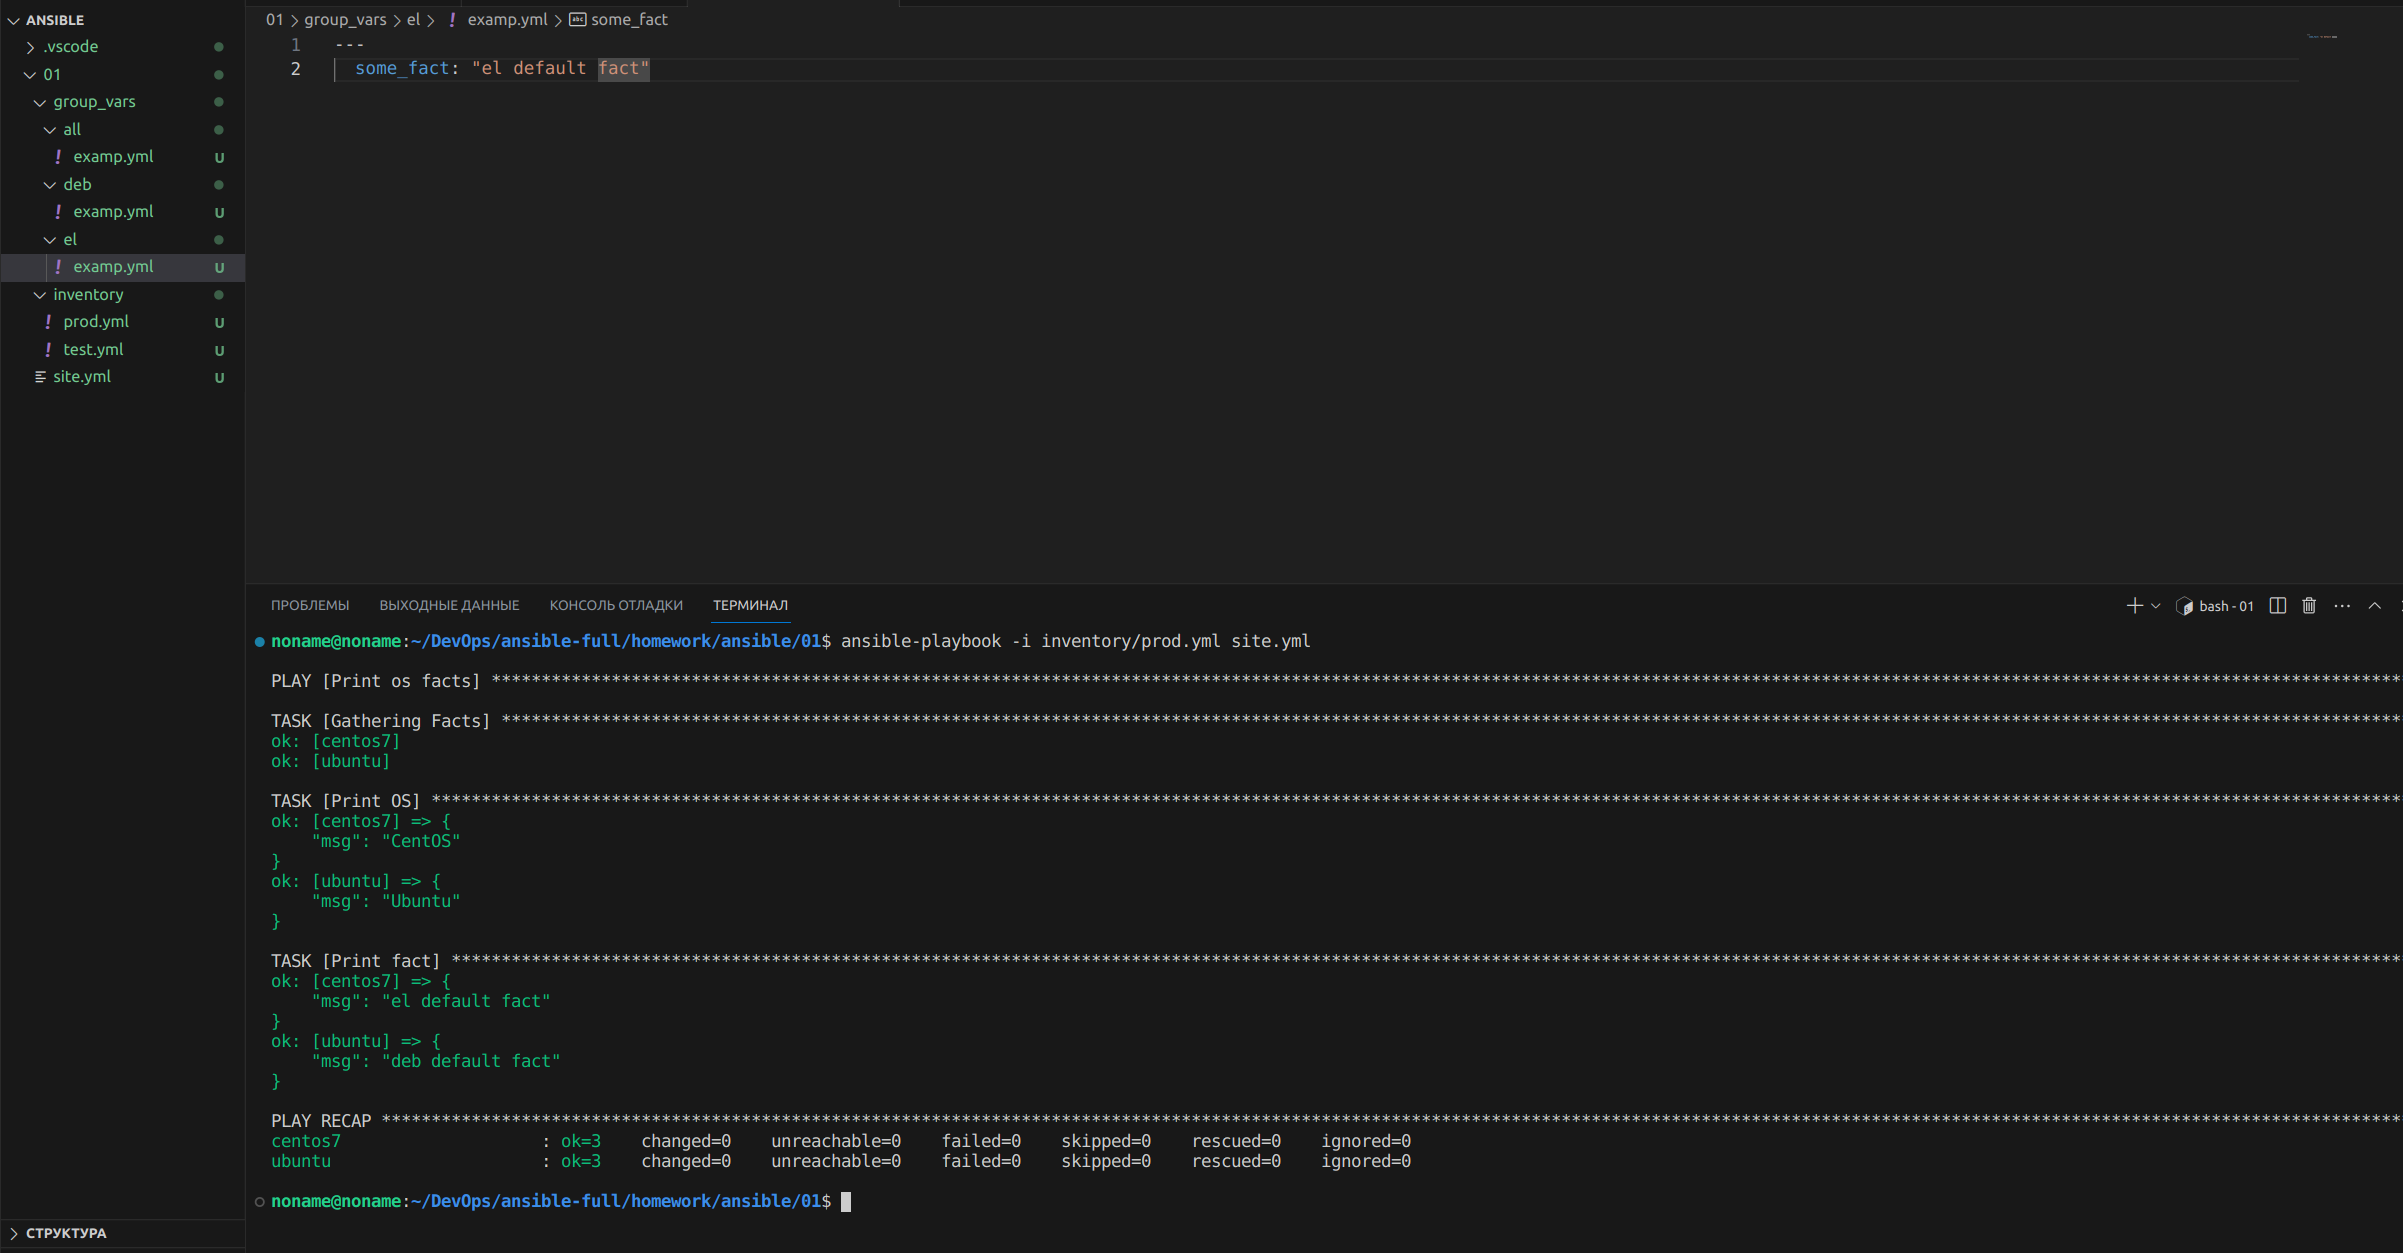 ANSIBLE
.vscode
01
group_vars
all
! examp.yml U
deb
! examp.yml U
el
! examp.yml U
inventory
! prod.yml U
! test.yml U
site.yml U
СТРУКТУРА
01 > group_vars > el > ! examp.yml > abc some_fact
1 ---
2 some_fact: "el default fact"
ПРОБЛЕМЫ ВЫХОДНЫЕ ДАННЫЕ КОНСОЛЬ ОТЛАДКИ ТЕРМИНАЛ bash - 01
noname@noname:~/DevOps/ansible-full/homework/ansible/01$ ansible-playbook -i inventory/prod.yml site.yml
PLAY [Print os facts] ****************************************************************
TASK [Gathering Facts] ****************************************************************
ok: [centos7]
ok: [ubuntu]
TASK [Print OS] ****************************************************************
ok: [centos7] => {
"msg": "CentOS"
}
ok: [ubuntu] => {
"msg": "Ubuntu"
}
TASK [Print fact] ****************************************************************
ok: [centos7] => {
"msg": "el default fact"
}
ok: [ubuntu] => {
"msg": "deb default fact"
}
PLAY RECAP ****************************************************************
centos7 : ok=3 changed=0 unreachable=0 failed=0 skipped=0 rescued=0 ignored=0
ubuntu : ok=3 changed=0 unreachable=0 failed=0 skipped=0 rescued=0 ignored=0
noname@noname:~/DevOps/ansible-full/homework/ansible/01$